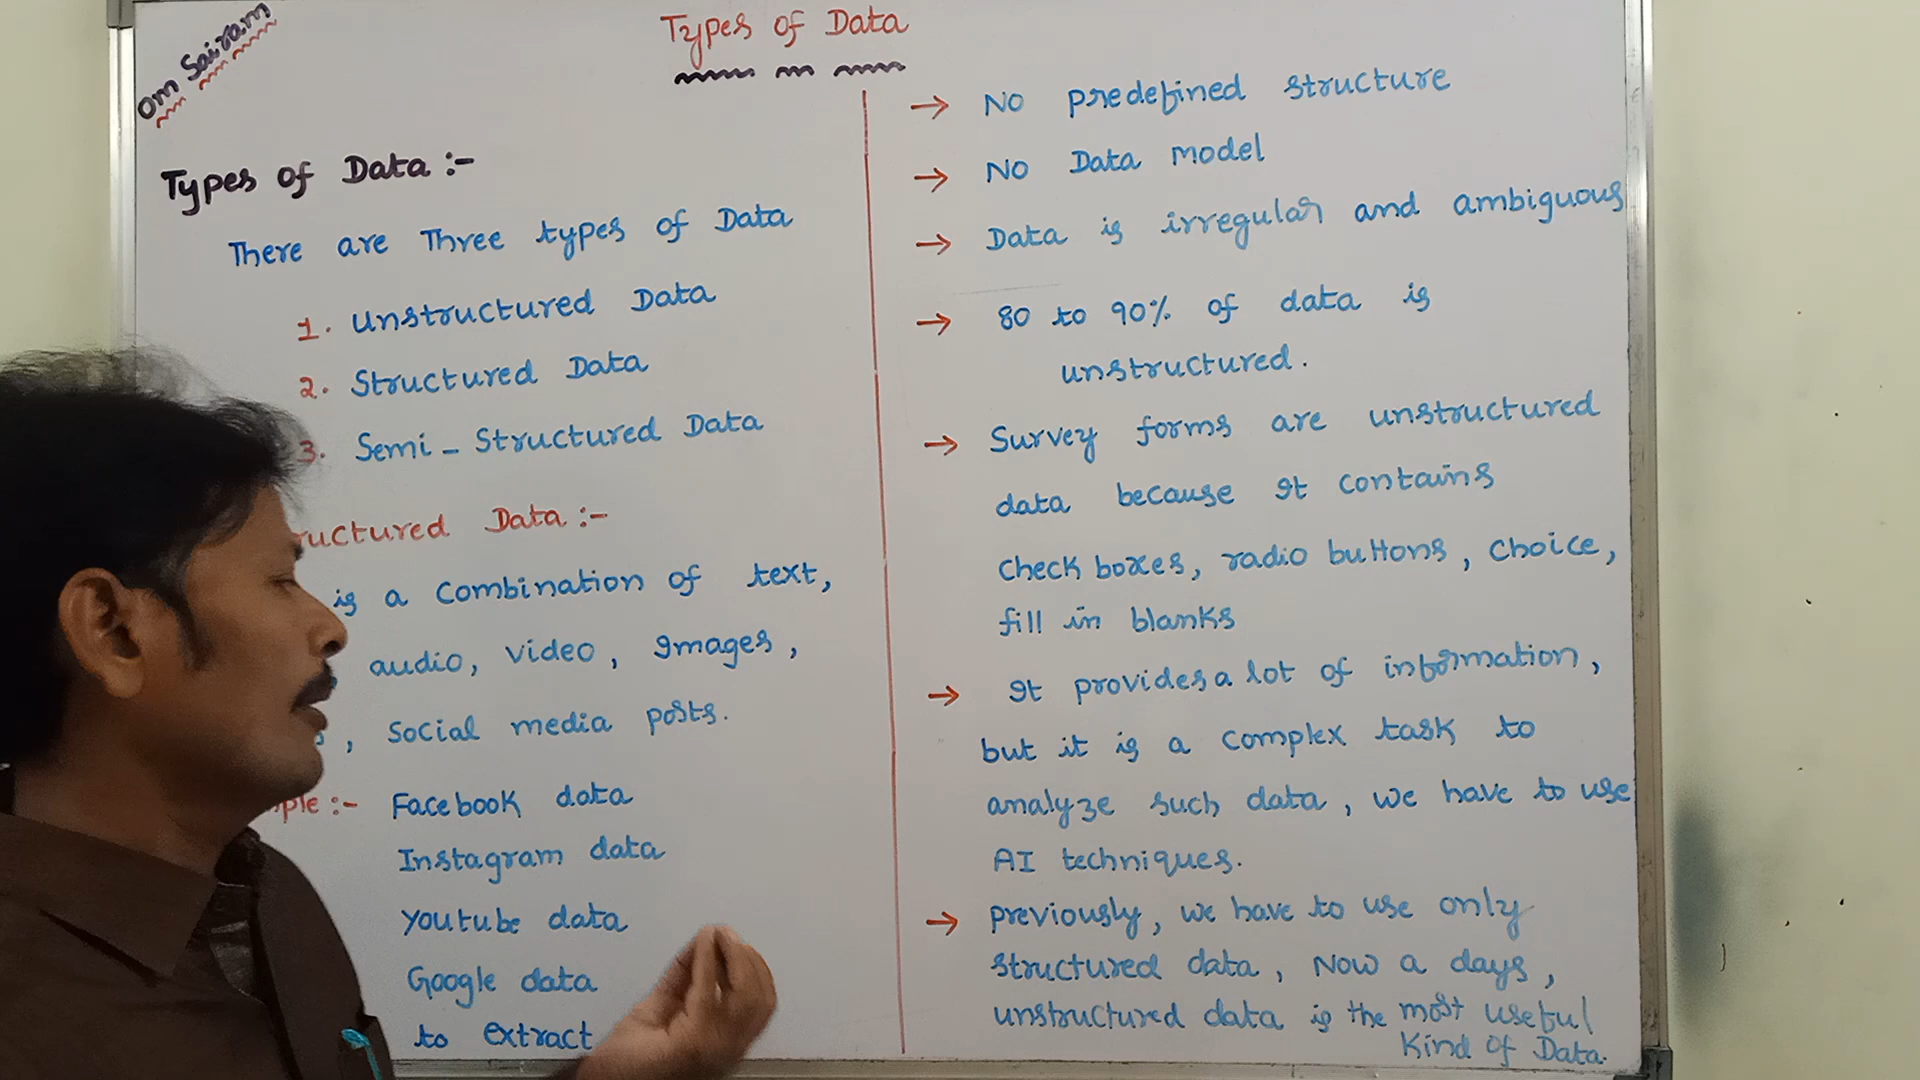 Om Sairam
Types of Data
Types of Data :-
There are Three types of Data
1. Unstructured Data
2. Structured Data
3. Semi - Structured Data
ructured Data :-
is a combination of text,
audio, video, Images,
, Social media posts.
mple :- Facebook data
Instagram data
Youtube data
Google data
to extract
→ No predefined structure
→ No Data model
→ Data is irregular and ambiguous
→ 80 to 90% of data is
unstructured.
→ Survey forms are unstructured
data because It contains
check boxes, radio buttons, choice,
fill in blanks
→ It provides a lot of information,
but it is a complex task to
analyze such data, we have to use
AI techniques.
→ previously, we have to use only
structured data, Now a days,
unstructured data is the most useful
Kind of Data.